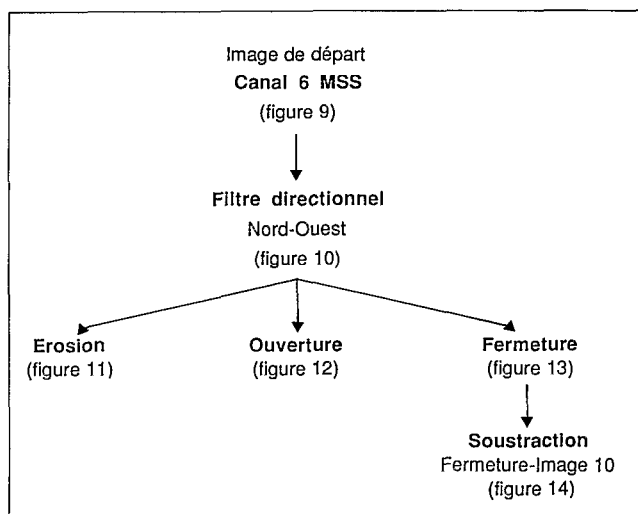 Image de départ
Canal 6 MSS
(figure 9)
Filtre directionnel
Nord-Ouest
(figure 10)
Erosion
(figure 11)
Ouverture
(figure 12)
Fermeture
(figure 13)
Soustraction
Fermeture-Image 10
(figure 14)